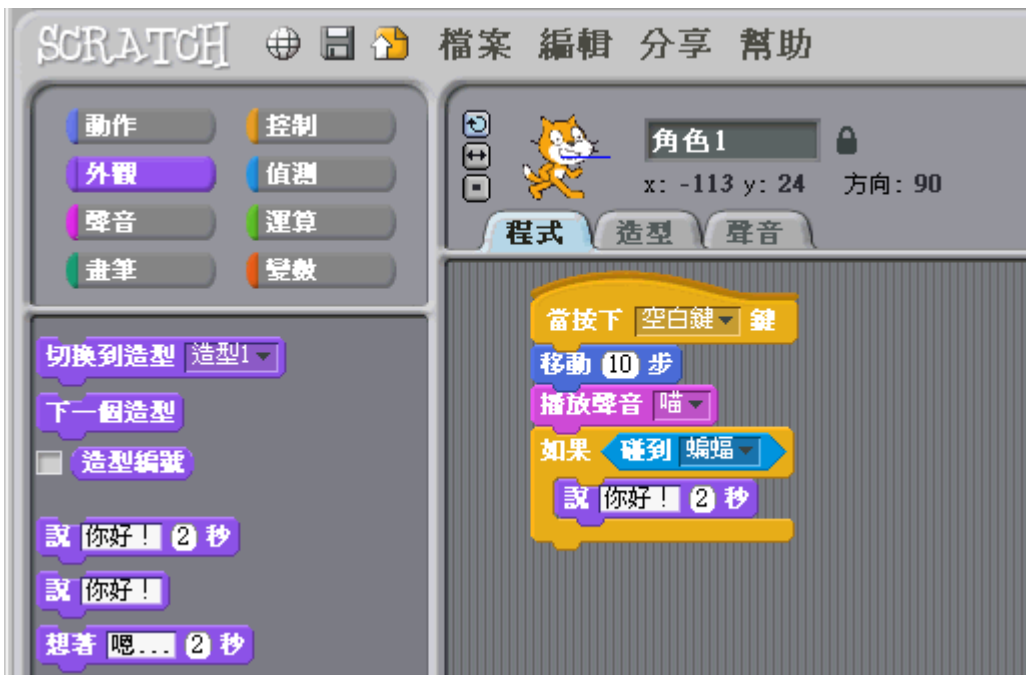 SCRATCH 檔案 編輯 分享 幫助
動作 控制
外觀 偵測
聲音 運算
畫筆 變數
角色1
x: -113 y: 24 方向: 90
程式 造型 聲音
切換到造型 造型1
下一個造型
造型編號
說 你好！ 2 秒
說 你好！
想著 嗯... 2 秒
當按下 空白鍵 鍵
移動 10 步
播放聲音 喵
如果 碰到 蝙蝠
說 你好！ 2 秒